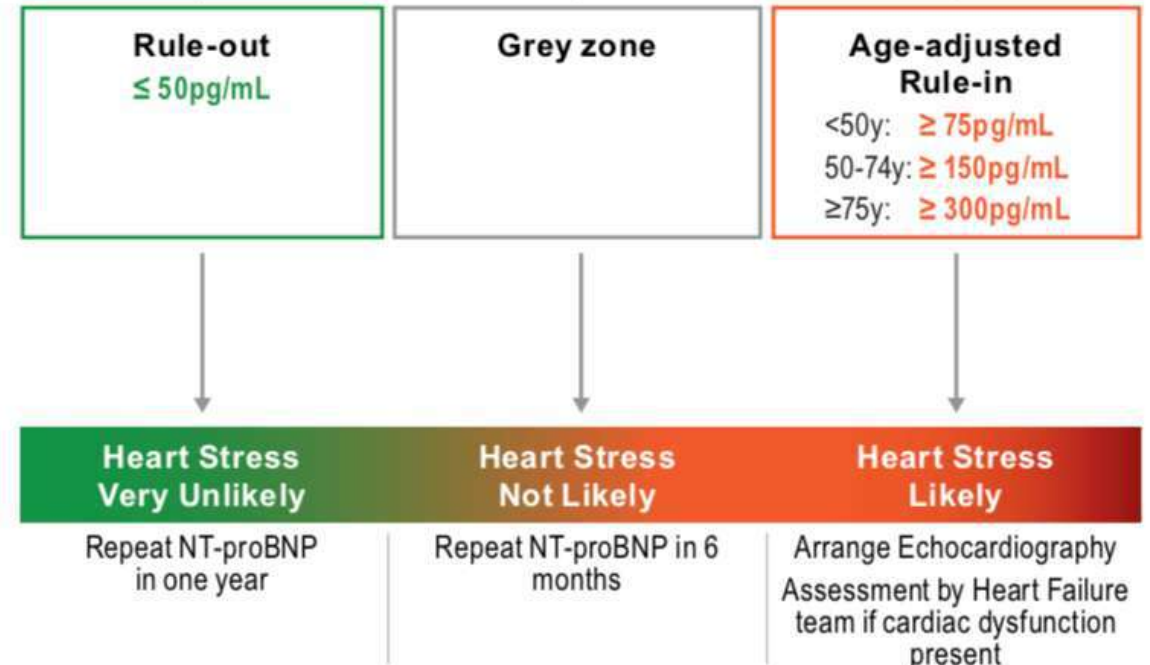 Rule-out
≤ 50pg/mL
Grey zone
Age-adjusted
Rule-in
<50y: ≥ 75pg/mL
50-74y: ≥ 150pg/mL
≥75y: ≥ 300pg/mL
Heart Stress
Very Unlikely
Heart Stress
Not Likely
Heart Stress
Likely
Repeat NT-proBNP
in one year
Repeat NT-proBNP in 6
months
Arrange Echocardiography
Assessment by Heart Failure
team if cardiac dysfunction
present